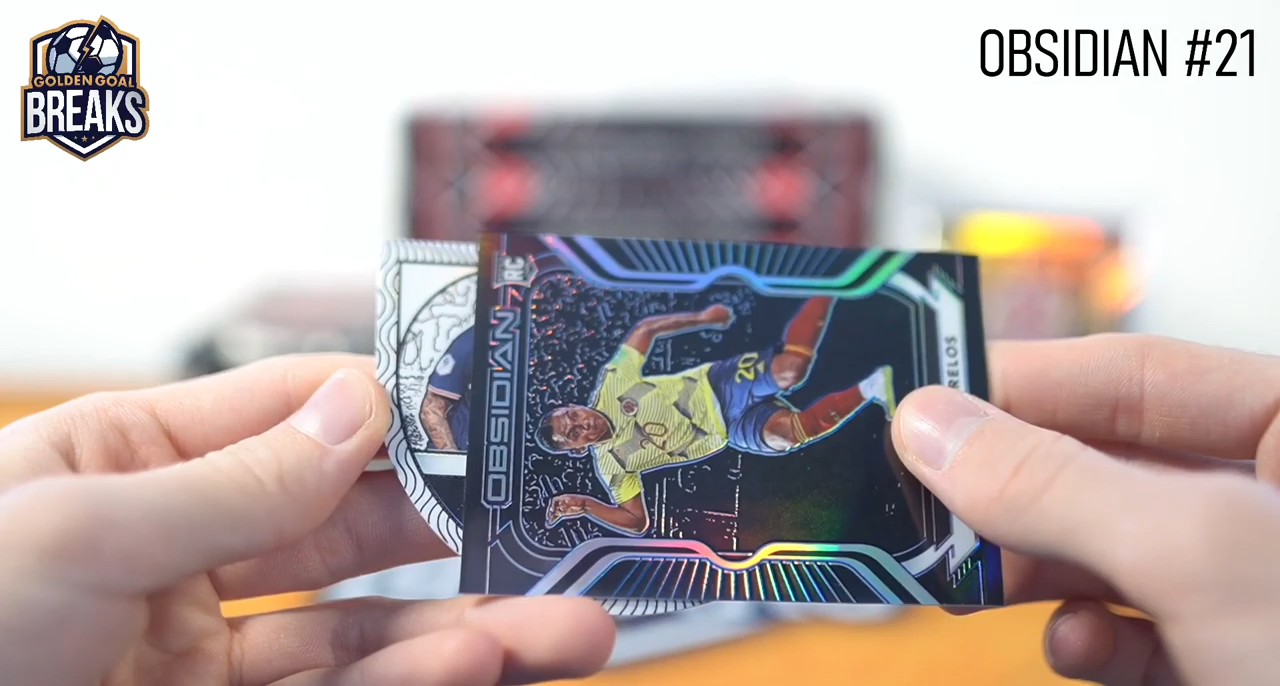 GOLDEN GOAL
BREAKS
OBSIDIAN #21
RC
OBSIDIAN
20
20
RELOS